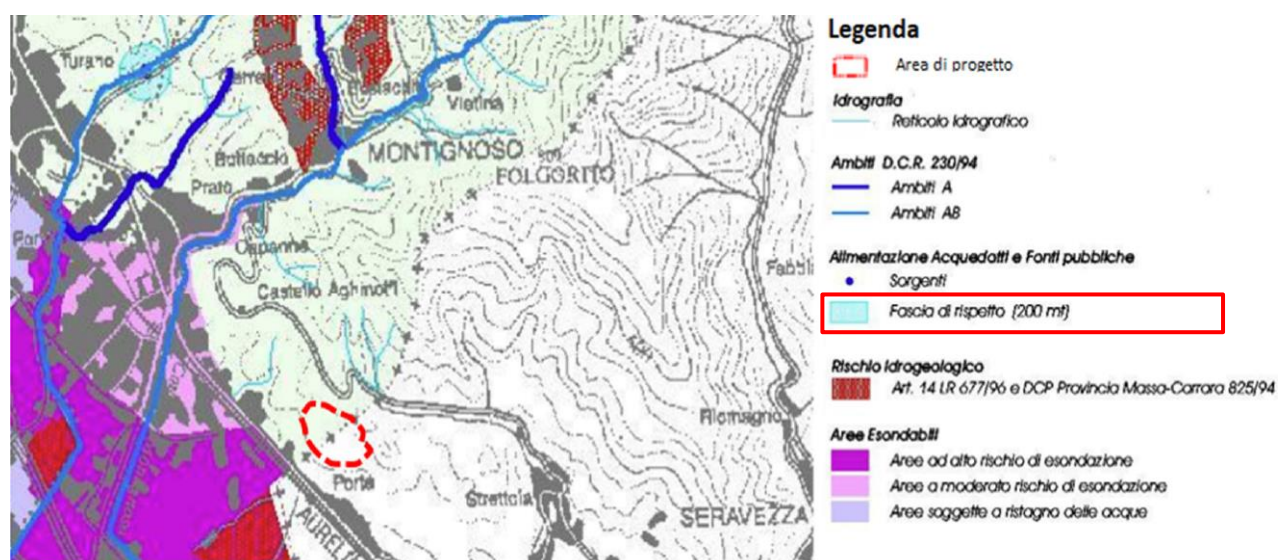 Turano
Vietina
Bottaccio
MONTIGNOSO
Prato
FOLGORITO
Capanne
Castello Aghinolfi
Riomagno
Porta
Strettoia
SERAVEZZA
AURELIA
Legenda
Area di progetto
Idrografia
Reticolo Idrografico
Ambiti D.C.R. 230/94
Ambiti A
Ambiti AB
Alimentazione Acquedotti e Fonti pubbliche
Sorgenti
Fascia di rispetto (200 mt)
Rischio Idrogeologico
Art. 14 LR 677/96 e DCP Provincia Massa-Carrara 825/94
Aree Esondabili
Aree ad alto rischio di esondazione
Aree a moderato rischio di esondazione
Aree soggette a ristagno delle acque